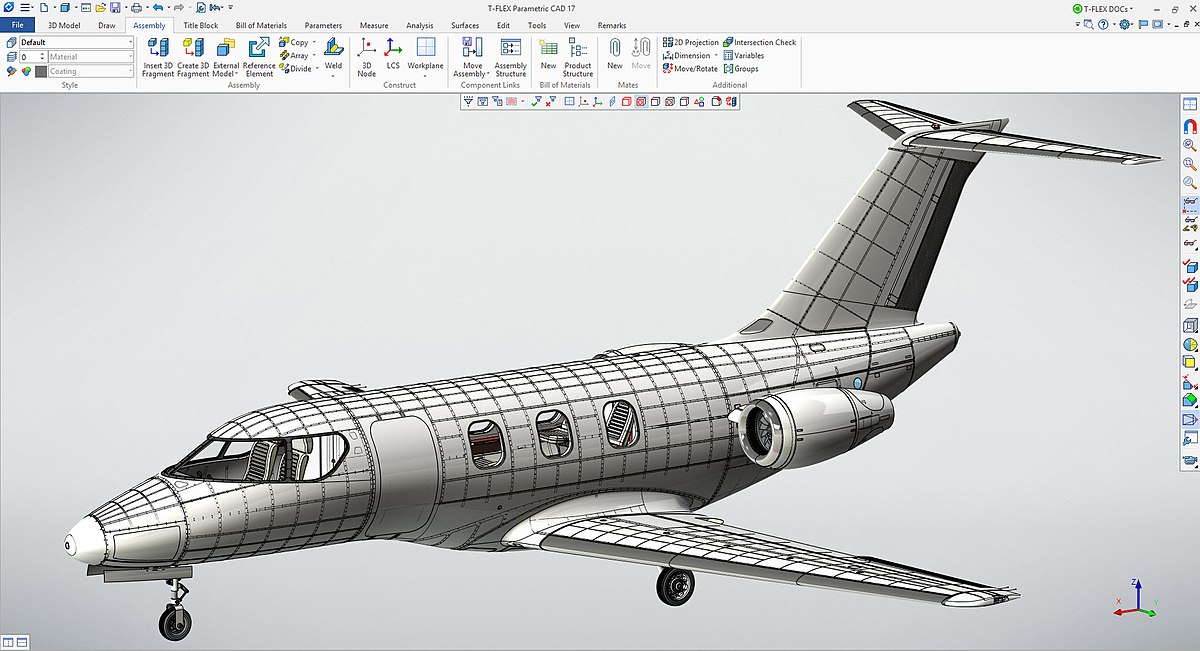 T-FLEX Parametric CAD 17
T-FLEX DOCs
File 3D Model Draw Assembly Title Block Bill of Materials Parameters Measure Analysis Surfaces Edit Tools View Remarks
Default
0 Material
Coating
Style
Insert 3D Fragment
Create 3D Fragment
External Model
Reference Element
Copy
Array
Divide
Weld
Assembly
3D Node
LCS
Workplane
Construct
Move Assembly
Assembly Structure
Component Links
New
Product Structure
Bill of Materials
New
Move
Mates
2D Projection
Dimension
Move/Rotate
Intersection Check
Variables
Groups
Additional
Z
X
Y